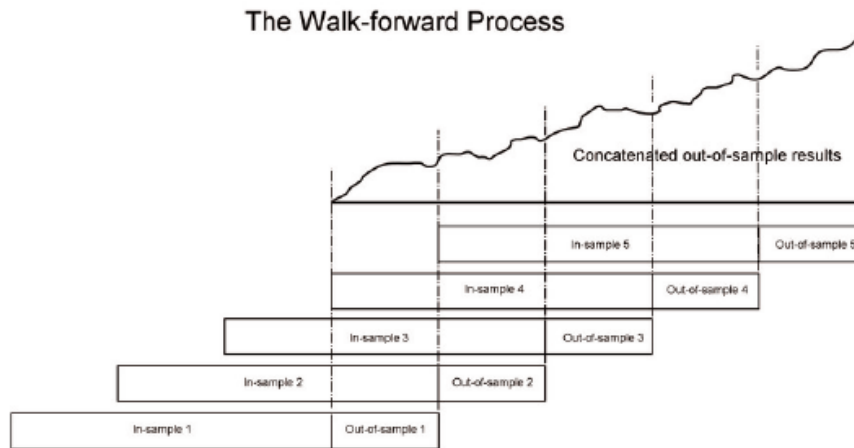 The Walk-forward Process
Concatenated out-of-sample results
In-sample 5 Out-of-sample 5
In-sample 4 Out-of-sample 4
In-sample 3 Out-of-sample 3
In-sample 2 Out-of-sample 2
In-sample 1 Out-of-sample 1